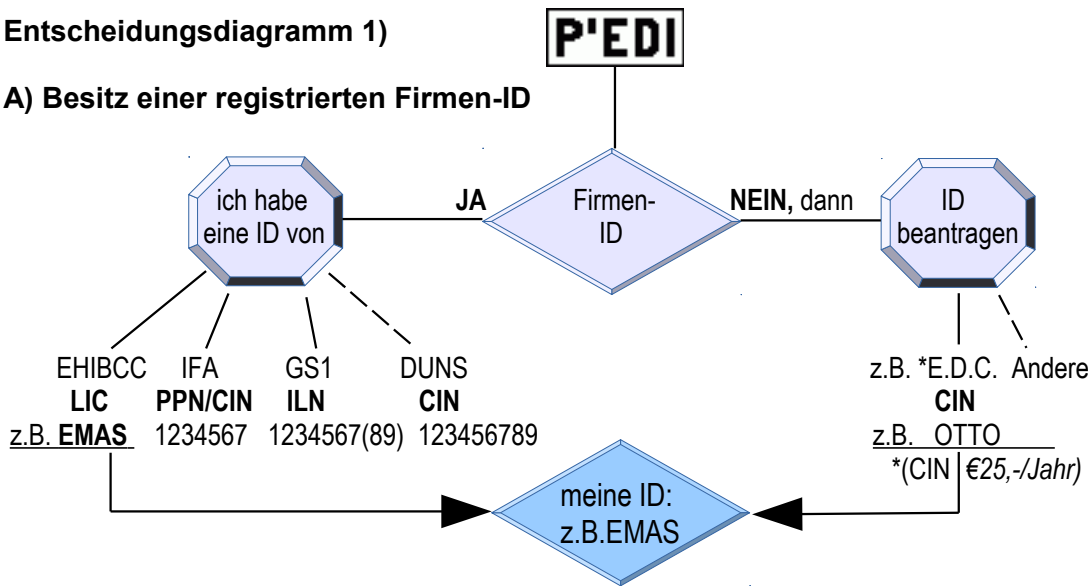 Entscheidungsdiagramm 1)
P'EDI
A) Besitz einer registrierten Firmen-ID
ich habe
eine ID von
JA
Firmen-
ID
NEIN, dann
ID
beantragen
EHIBCC IFA GS1 DUNS
LIC PPN/CIN ILN CIN
z.B. EMAS 1234567 1234567(89) 123456789
z.B. *E.D.C. Andere
CIN
z.B. OTTO
*(CIN €25,-/Jahr)
meine ID:
z.B.EMAS